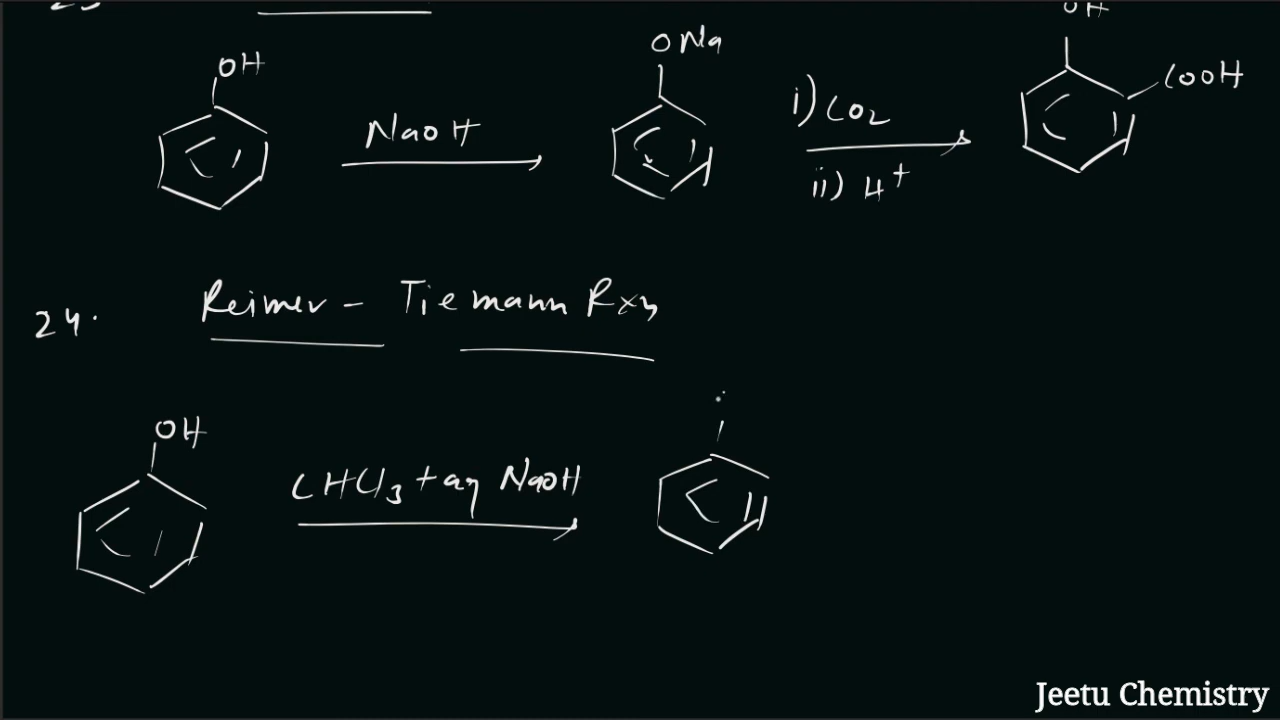 OH
NaOH
ONa
i) CO2
ii) H+
OH
COOH
24. Reimer - Tiemann Rxn
OH
CHCl3 + aq NaOH
Jeetu Chemistry